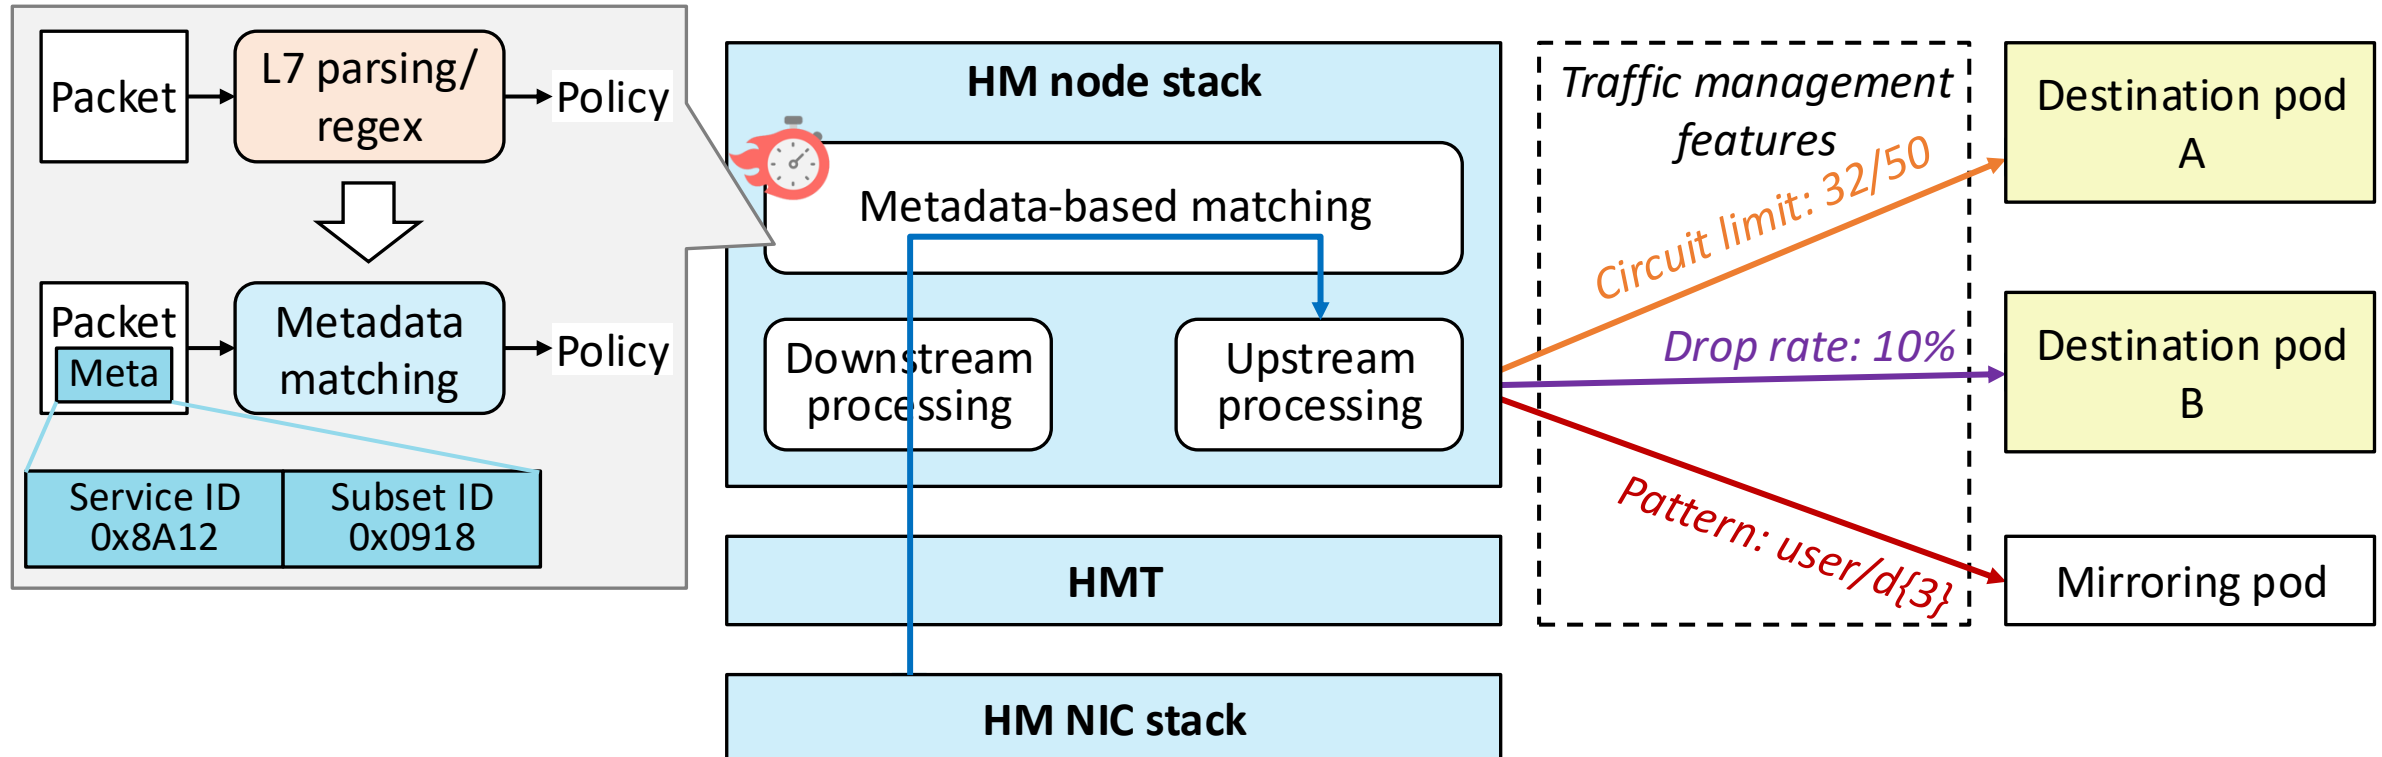 Packet
L7 parsing/
regex
Policy
Packet
Meta
Metadata
matching
Policy
Service ID
0x8A12
Subset ID
0x0918
HM node stack
Metadata-based matching
Downstream
processing
Upstream
processing
HMT
HM NIC stack
Traffic management
features
Circuit limit: 32/50
Drop rate: 10%
Pattern: user/d{3}
Destination pod
A
Destination pod
B
Mirroring pod